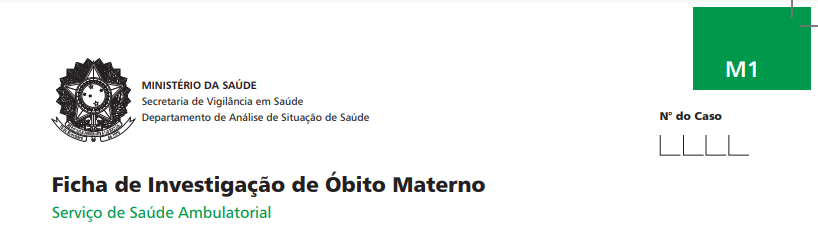 M1
MINISTÉRIO DA SAÚDE
Secretaria de Vigilância em Saúde
Departamento de Análise de Situação de Saúde
N° do Caso
Ficha de Investigação de Óbito Materno
Serviço de Saúde Ambulatorial